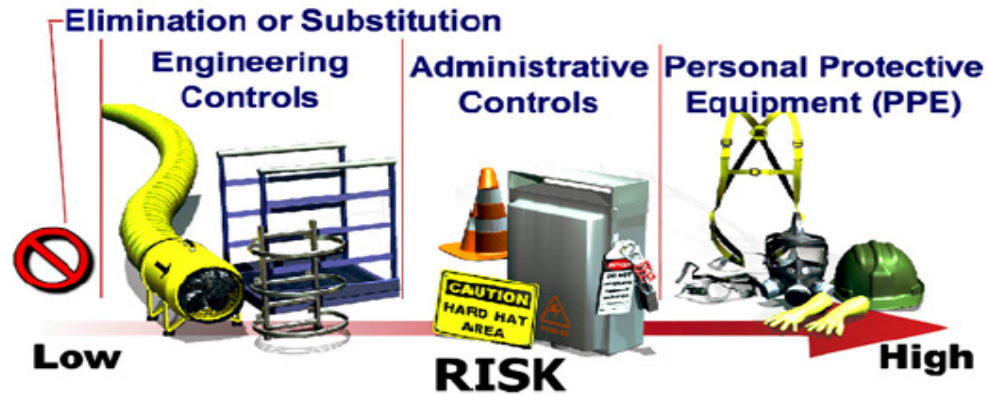 Elimination or Substitution
Engineering
Controls
Administrative
Controls
Personal Protective
Equipment (PPE)
CAUTION
HARD HAT
AREA
Low
RISK
High